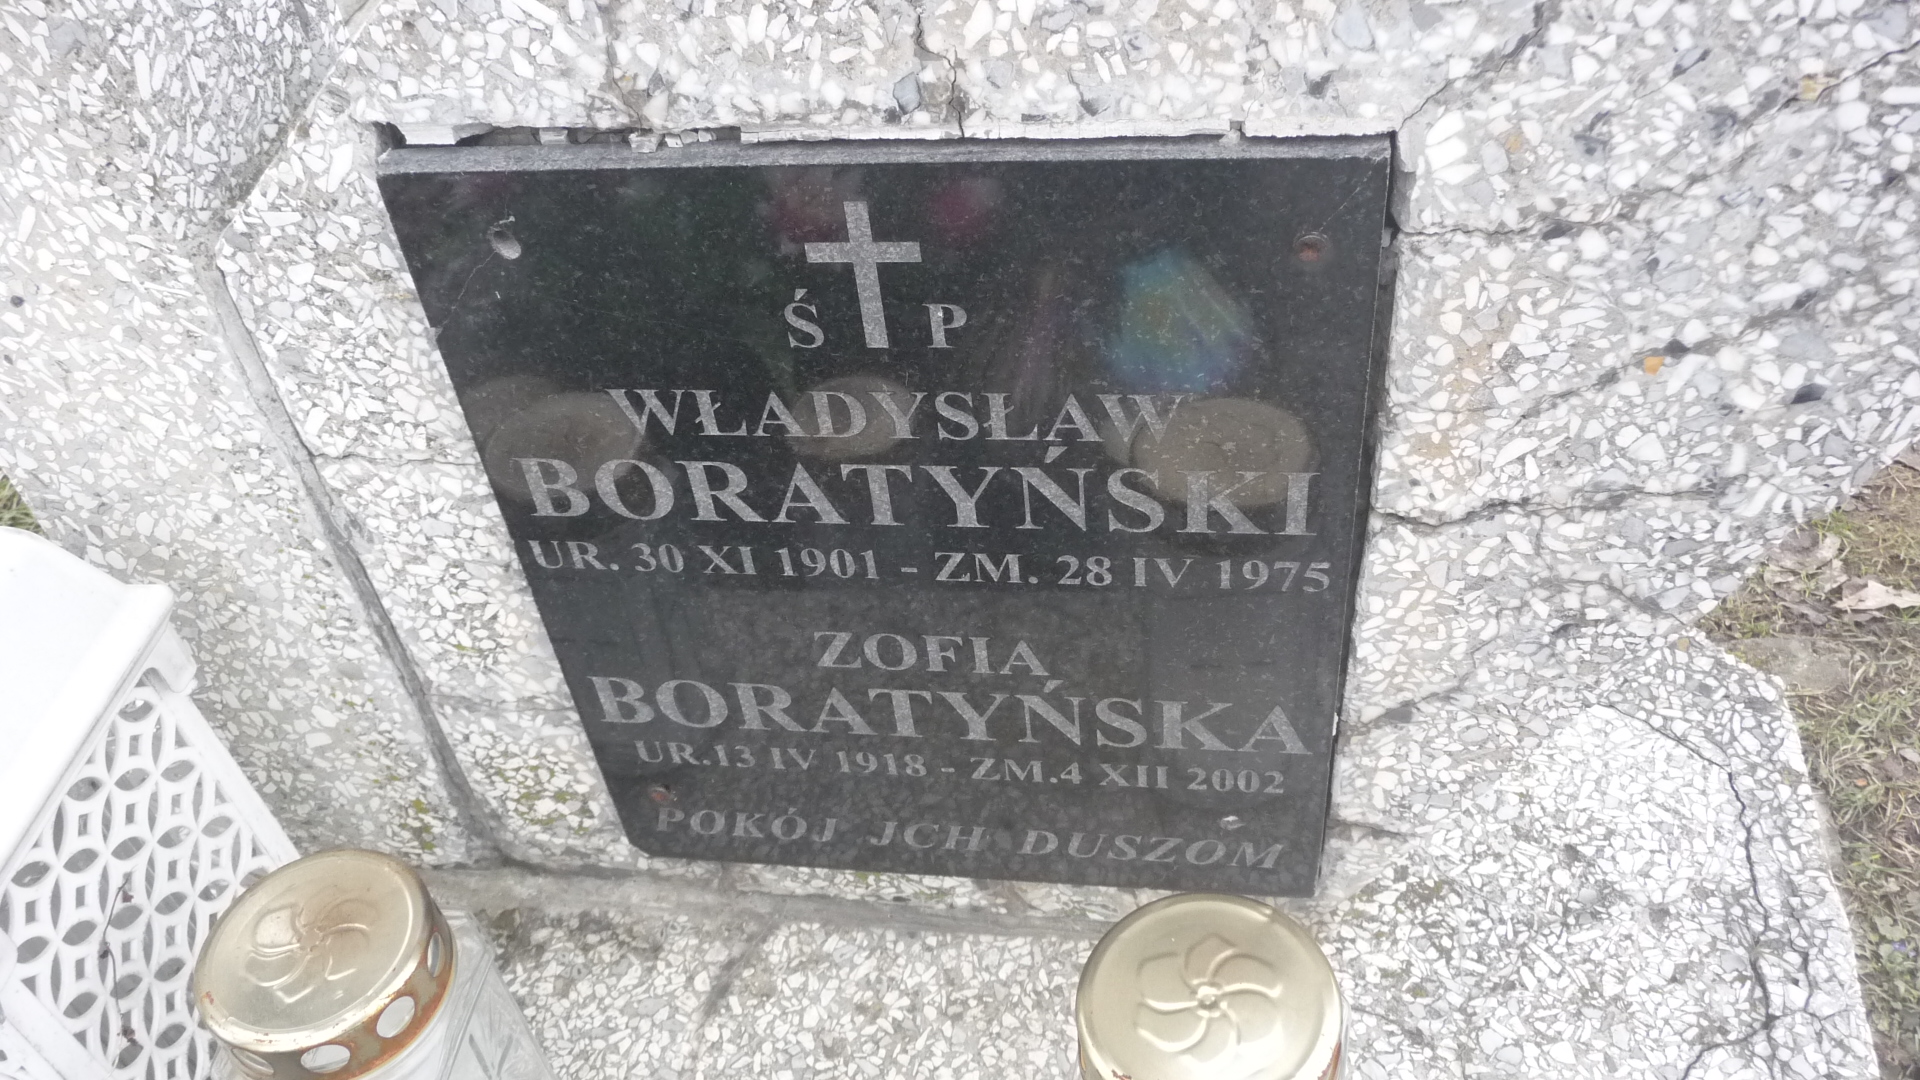 Ś P
WŁADYSŁAW
BORATYŃSKI
UR. 30 XI 1901 - ZM. 28 IV 1975
ZOFIA
BORATYŃSKA
UR.13 IV 1918 - ZM.4 XII 2002
POKÓJ JCH DUSZOM